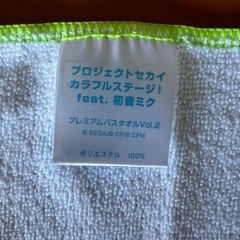 プロジェクトセカイ
カラフルステージ！
feat. 初音ミク
プレミアムバスタオルVol.2
© SEGA/© CP/© CFM
ポリエステル 100%